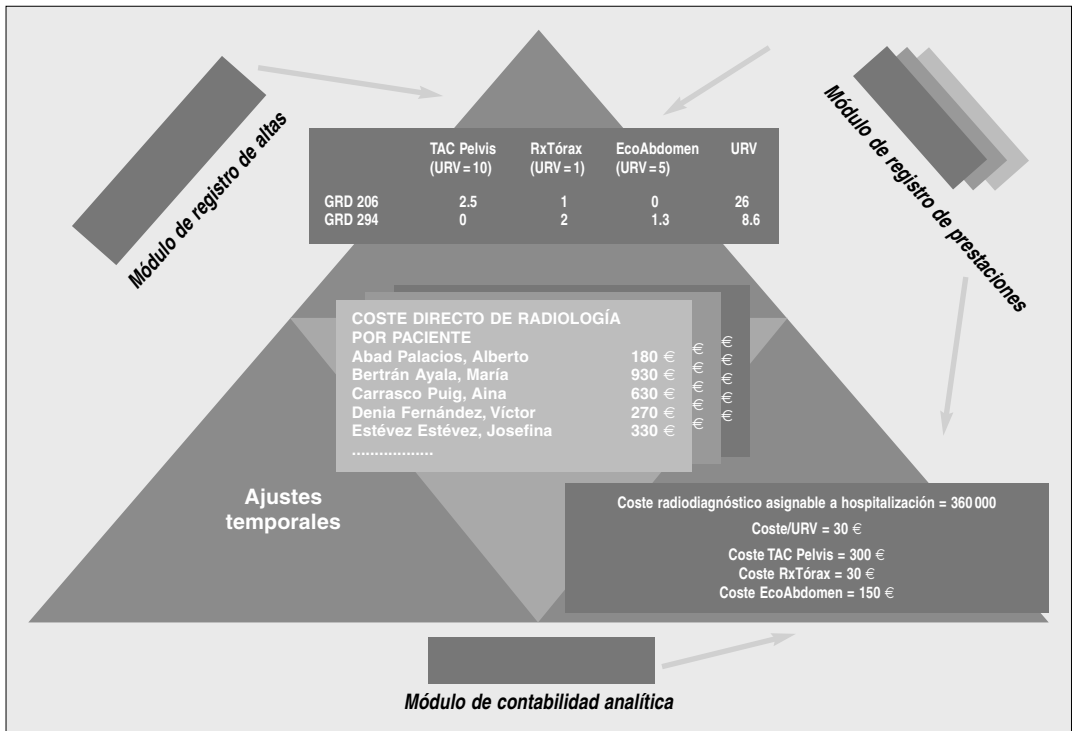 Módulo de registro de altas
Módulo de registro de prestaciones
TAC Pelvis RxTórax EcoAbdomen URV
(URV = 10) (URV = 1) (URV = 5)
GRD 206 2.5 1 0 26
GRD 294 0 2 1.3 8.6
COSTE DIRECTO DE RADIOLOGÍA
POR PACIENTE
Abad Palacios, Alberto 180 € € €
Bertrán Ayala, María 930 € € €
Carrasco Puig, Aina 630 € € €
Denia Fernández, Víctor 270 € € €
Estévez Estévez, Josefina 330 € € €
..................
Ajustes
temporales
Coste radiodiagnóstico asignable a hospitalización = 360 000
Coste/URV = 30 €
Coste TAC Pelvis = 300 €
Coste RxTórax = 30 €
Coste EcoAbdomen = 150 €
Módulo de contabilidad analítica